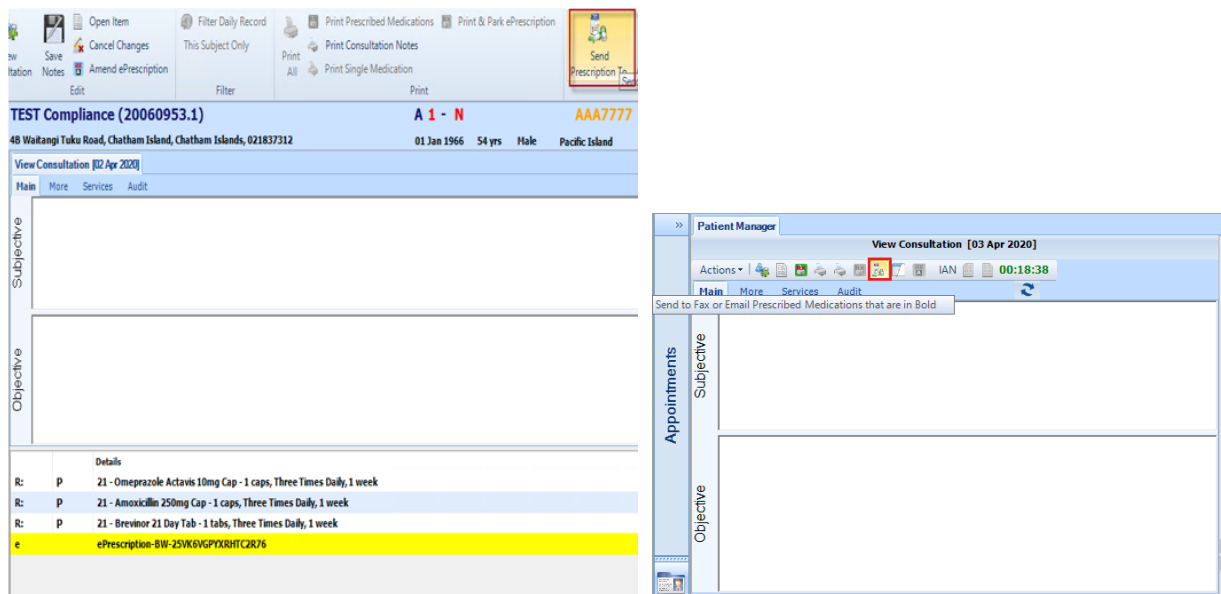 Open Item
Cancel Changes
Amend ePrescription
Save
Notes
Edit
Filter Daily Record
This Subject Only
Filter
Print
All
Print Prescribed Medications
Print & Park ePrescription
Print Consultation Notes
Print Single Medication
Print
Send
Prescription To
TEST Compliance (20060953.1)
A 1 - N
AAA7777
4B Waitangi Tuku Road, Chatham Island, Chatham Islands, 021837312
01 Jan 1966 54 yrs Male Pacific Island
View Consultation [02 Apr 2020]
Main More Services Audit
Subjective
Objective
Details
R: P 21 - Omeprazole Actavis 10mg Cap - 1 caps, Three Times Daily, 1 week
R: P 21 - Amoxicillin 250mg Cap - 1 caps, Three Times Daily, 1 week
R: P 21 - Brevinor 21 Day Tab - 1 tabs, Three Times Daily, 1 week
e ePrescription-BW-25VK6VGPYXRHTC2R76
»
Patient Manager
View Consultation [03 Apr 2020]
Actions IAN 00:18:38
Main More Services Audit
Send to Fax or Email Prescribed Medications that are in Bold
Appointments
Subjective
Objective